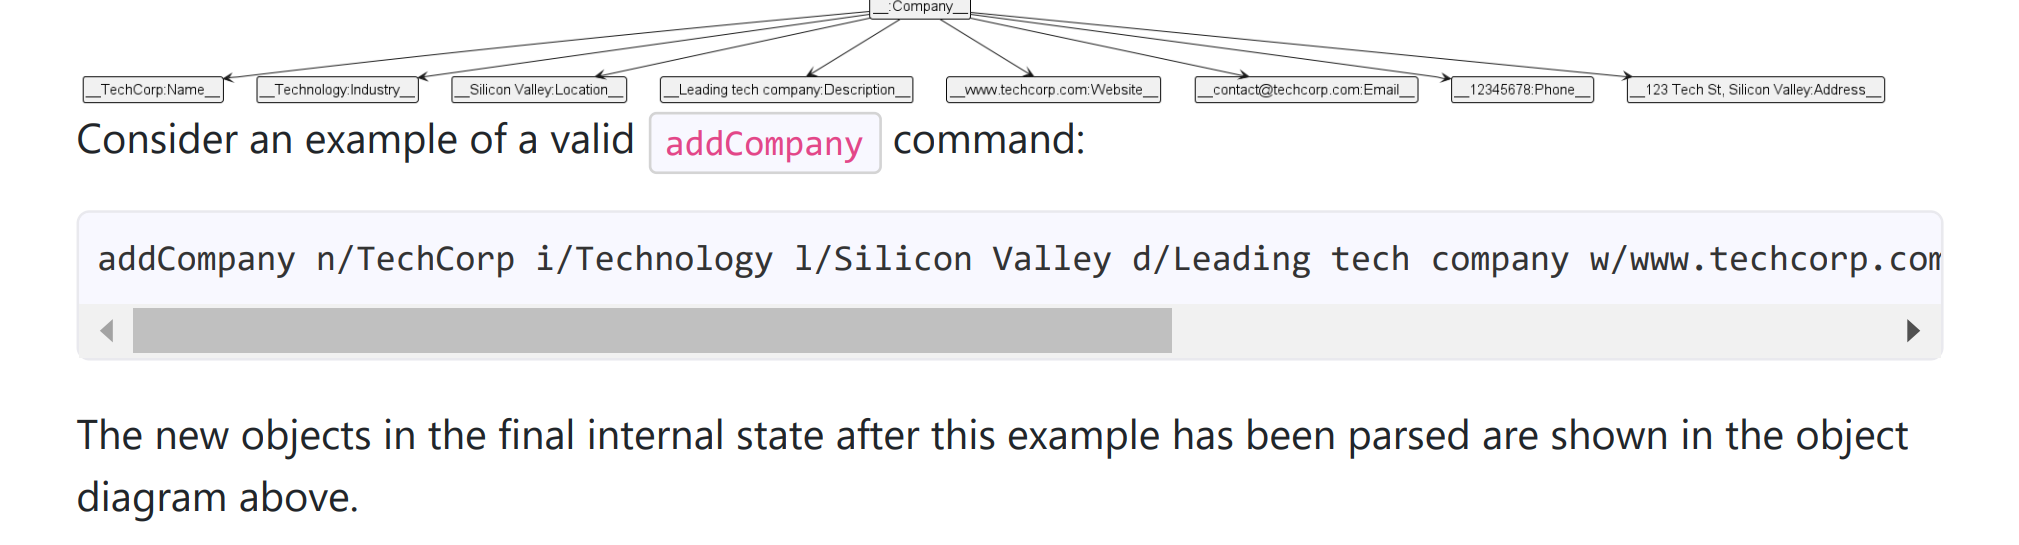 __:Company__
__TechCorp:Name__ __Technology:Industry__ __Silicon Valley:Location__ __Leading tech company:Description__ __www.techcorp.com:Website__ __contact@techcorp.com:Email__ __12345678:Phone__ __123 Tech St, Silicon Valley:Address__
Consider an example of a valid addCompany command:
addCompany n/TechCorp i/Technology l/Silicon Valley d/Leading tech company w/www.techcorp.com
The new objects in the final internal state after this example has been parsed are shown in the object
diagram above.